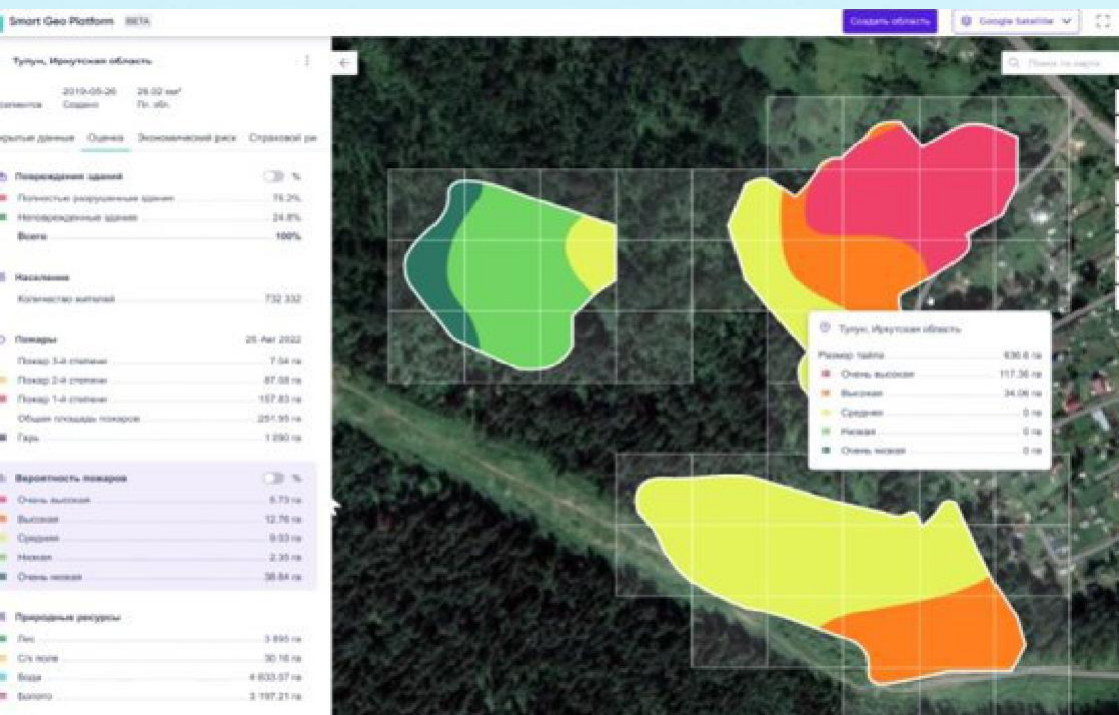 Smart Geo Platform BETA
Создать область
Google Satellite
Тулун, Иркутская область
Поиск по карте
2019-05-26 26.02 км²
Создано Пл. обл.
Оценка Экономический риск Страховой
Повреждения зданий %
Полностью разрушенные здания 75.2%
Неповрежденные здания 24.8%
Всего 100%
Население
Количество жителей 732 332
Пожары 25 Авг 2022
Пожар 3-й степени 7.04 га
Пожар 2-й степени 87.08 га
Пожар 1-й степени 157.83 га
Общая площадь пожаров 251.95 га
Гарь 1 090 га
Вероятность пожаров %
Очень высокая 6.73 га
Высокая 12.76 га
Средняя 9.03 га
Низкая 2.35 га
Очень низкая 38.84 га
Природные ресурсы
Лес 5 895 га
С/х поле 30.16 га
Вода 4 633.57 га
Болото 3 197.21 га
Тулун, Иркутская область
Размер тайла 636.6 га
Очень высокая 117.36 га
Высокая 34.06 га
Средняя 0 га
Низкая 0 га
Очень низкая 0 га